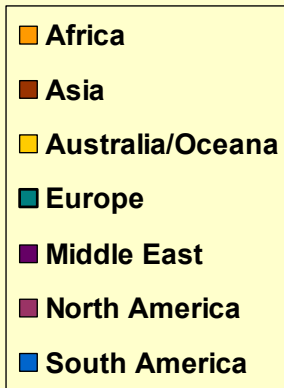 Africa
Asia
Australia/Oceana
Europe
Middle East
North America
South America